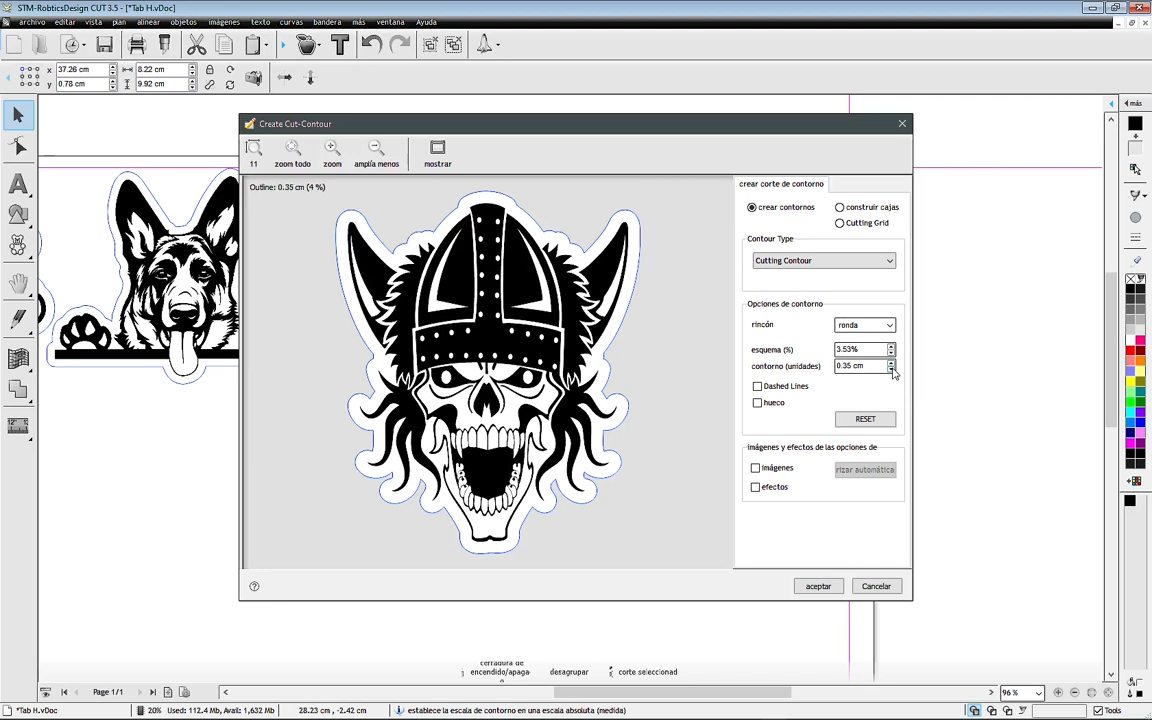 STM-RobticsDesign CUT 3.5 - [*Tab H.vDoc]
archivo editar vista plan alinear objetos imágenes texto curvas bandera más ventana Ayuda
x 37.26 cm 8.22 cm
y 0.78 cm 9.92 cm
más
Create Cut-Contour
11 zoom todo zoom amplía menos mostrar
Outline: 0.35 cm (4 %)
crear corte de contorno
crear contornos construir cajas
Cutting Grid
Contour Type
Cutting Contour
Opciones de contorno
rincón ronda
esquema (%) 3.53%
contorno (unidades) 0.35 cm
Dashed Lines
hueco
RESET
Imágenes y efectos de las opciones de
imágenes rizar automática
efectos
aceptar Cancelar
cerradura de
encendido/apaga desagrupar corte seleccionad
o
Page 1/1 96 %
*Tab H.vDoc 20% Used: 112.4 Mb, Avail: 1,632 Mb 28.23 cm, -2.42 cm establece la escala de contorno en una escala absoluta (medida) Tools